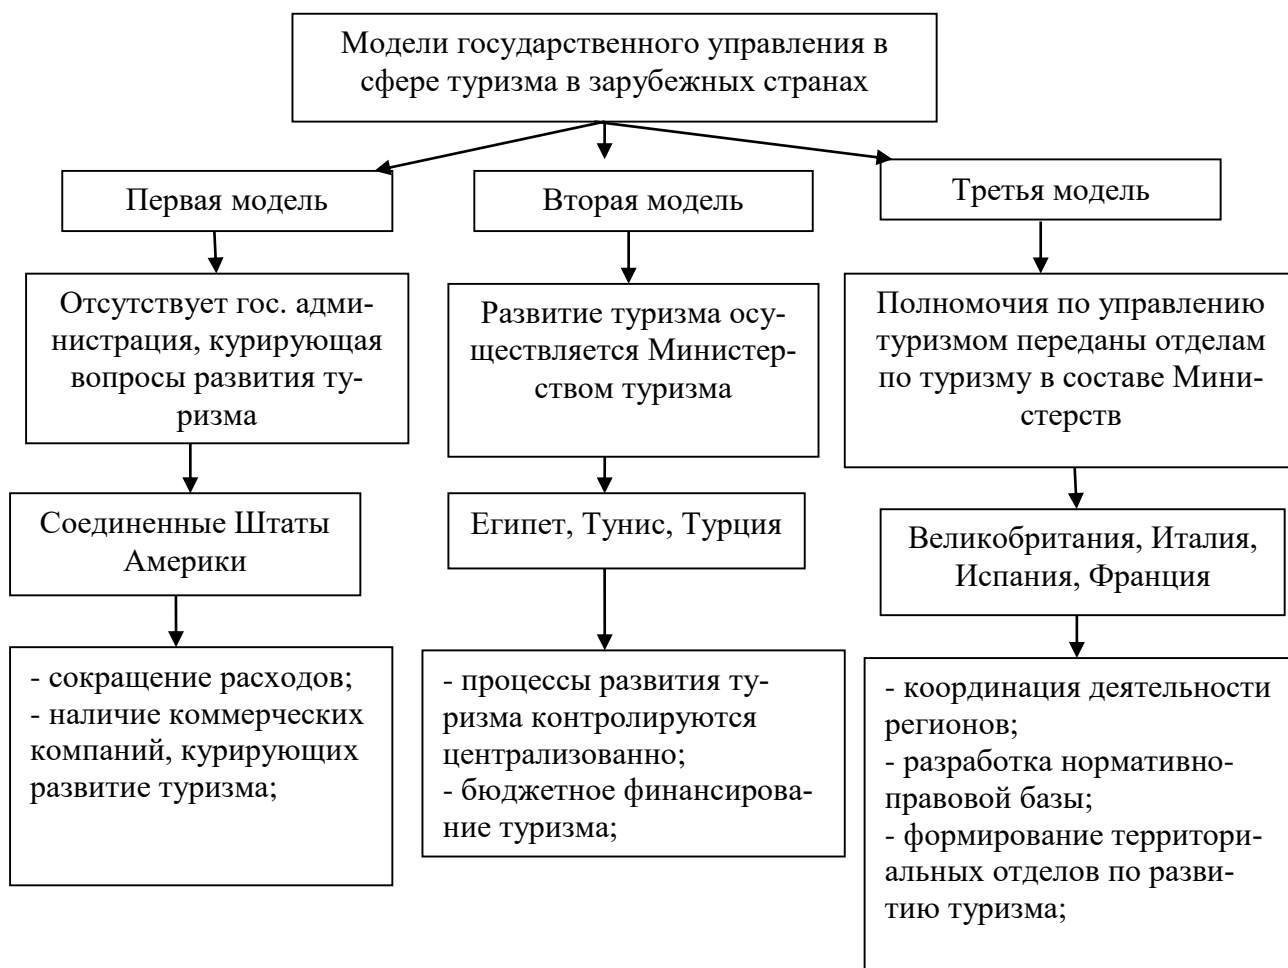 Модели государственного управления в
сфере туризма в зарубежных странах
Первая модель
Вторая модель
Третья модель
Отсутствует гос. адми-
нистрация, курирующая
вопросы развития ту-
ризма
Развитие туризма осу-
ществляется Министер-
ством туризма
Полномочия по управлению
туризмом переданы отделам
по туризму в составе Мини-
стерств
Соединенные Штаты
Америки
Египет, Тунис, Турция
Великобритания, Италия,
Испания, Франция
- сокращение расходов;
- наличие коммерческих
компаний, курирующих
развитие туризма;
- процессы развития ту-
ризма контролируются
централизованно;
- бюджетное финансирова-
ние туризма;
- координация деятельности
регионов;
- разработка нормативно-
правовой базы;
- формирование территори-
альных отделов по разви-
тию туризма;